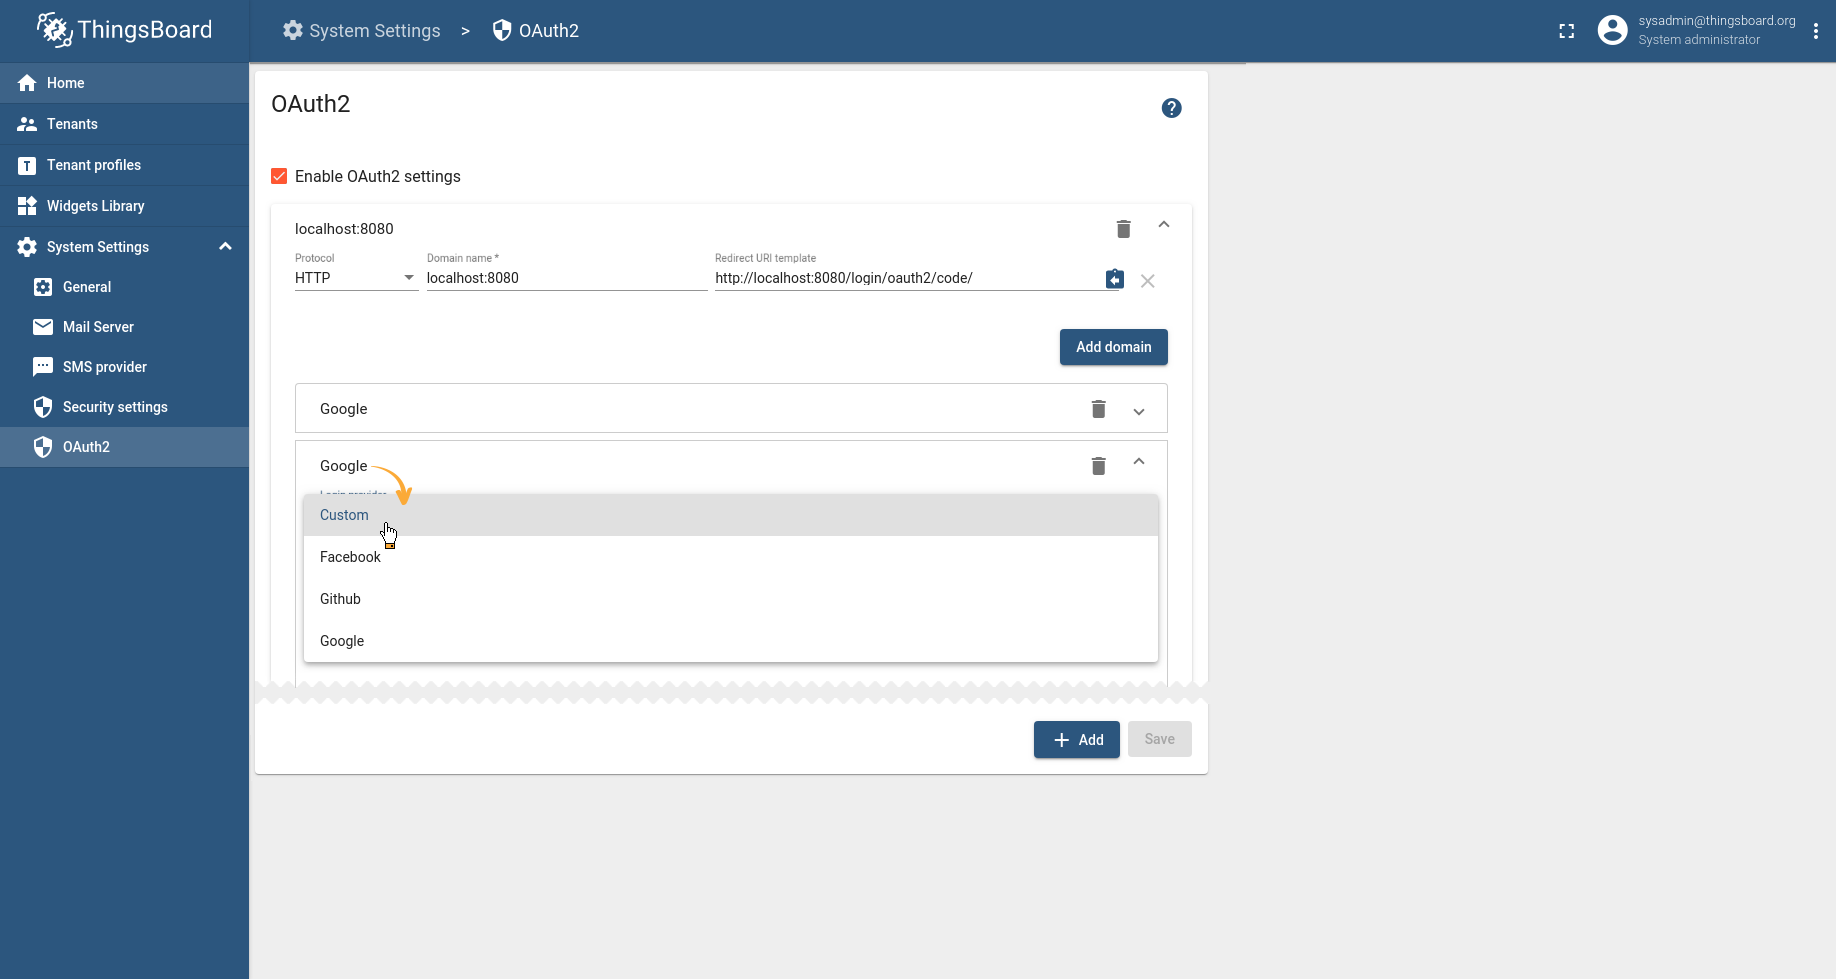 ThingsBoard
System Settings > OAuth2
sysadmin@thingsboard.org
System administrator
Home
Tenants
Tenant profiles
Widgets Library
System Settings
General
Mail Server
SMS provider
Security settings
OAuth2
OAuth2
Enable OAuth2 settings
localhost:8080
Protocol
HTTP
Domain name *
localhost:8080
Redirect URI template
http://localhost:8080/login/oauth2/code/
Add domain
Google
Google
Login provider
Custom
Facebook
Github
Google
Add
Save